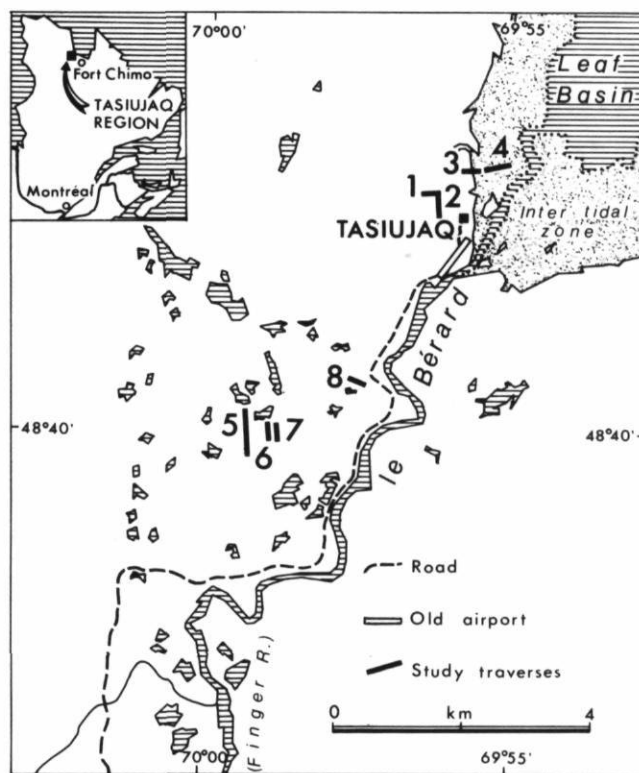 70°00'
69°55'
Fort Chimo
TASIUJAQ
REGION
Montréal
Leaf
Basin
1
2
3
4
TASIUJAQ
Inter tidal
zone
le Bérard
8
5
6
7
48°40'
48°40'
(Finger R.)
Road
Old airport
Study traverses
0 km 4
70°00'
69°55'